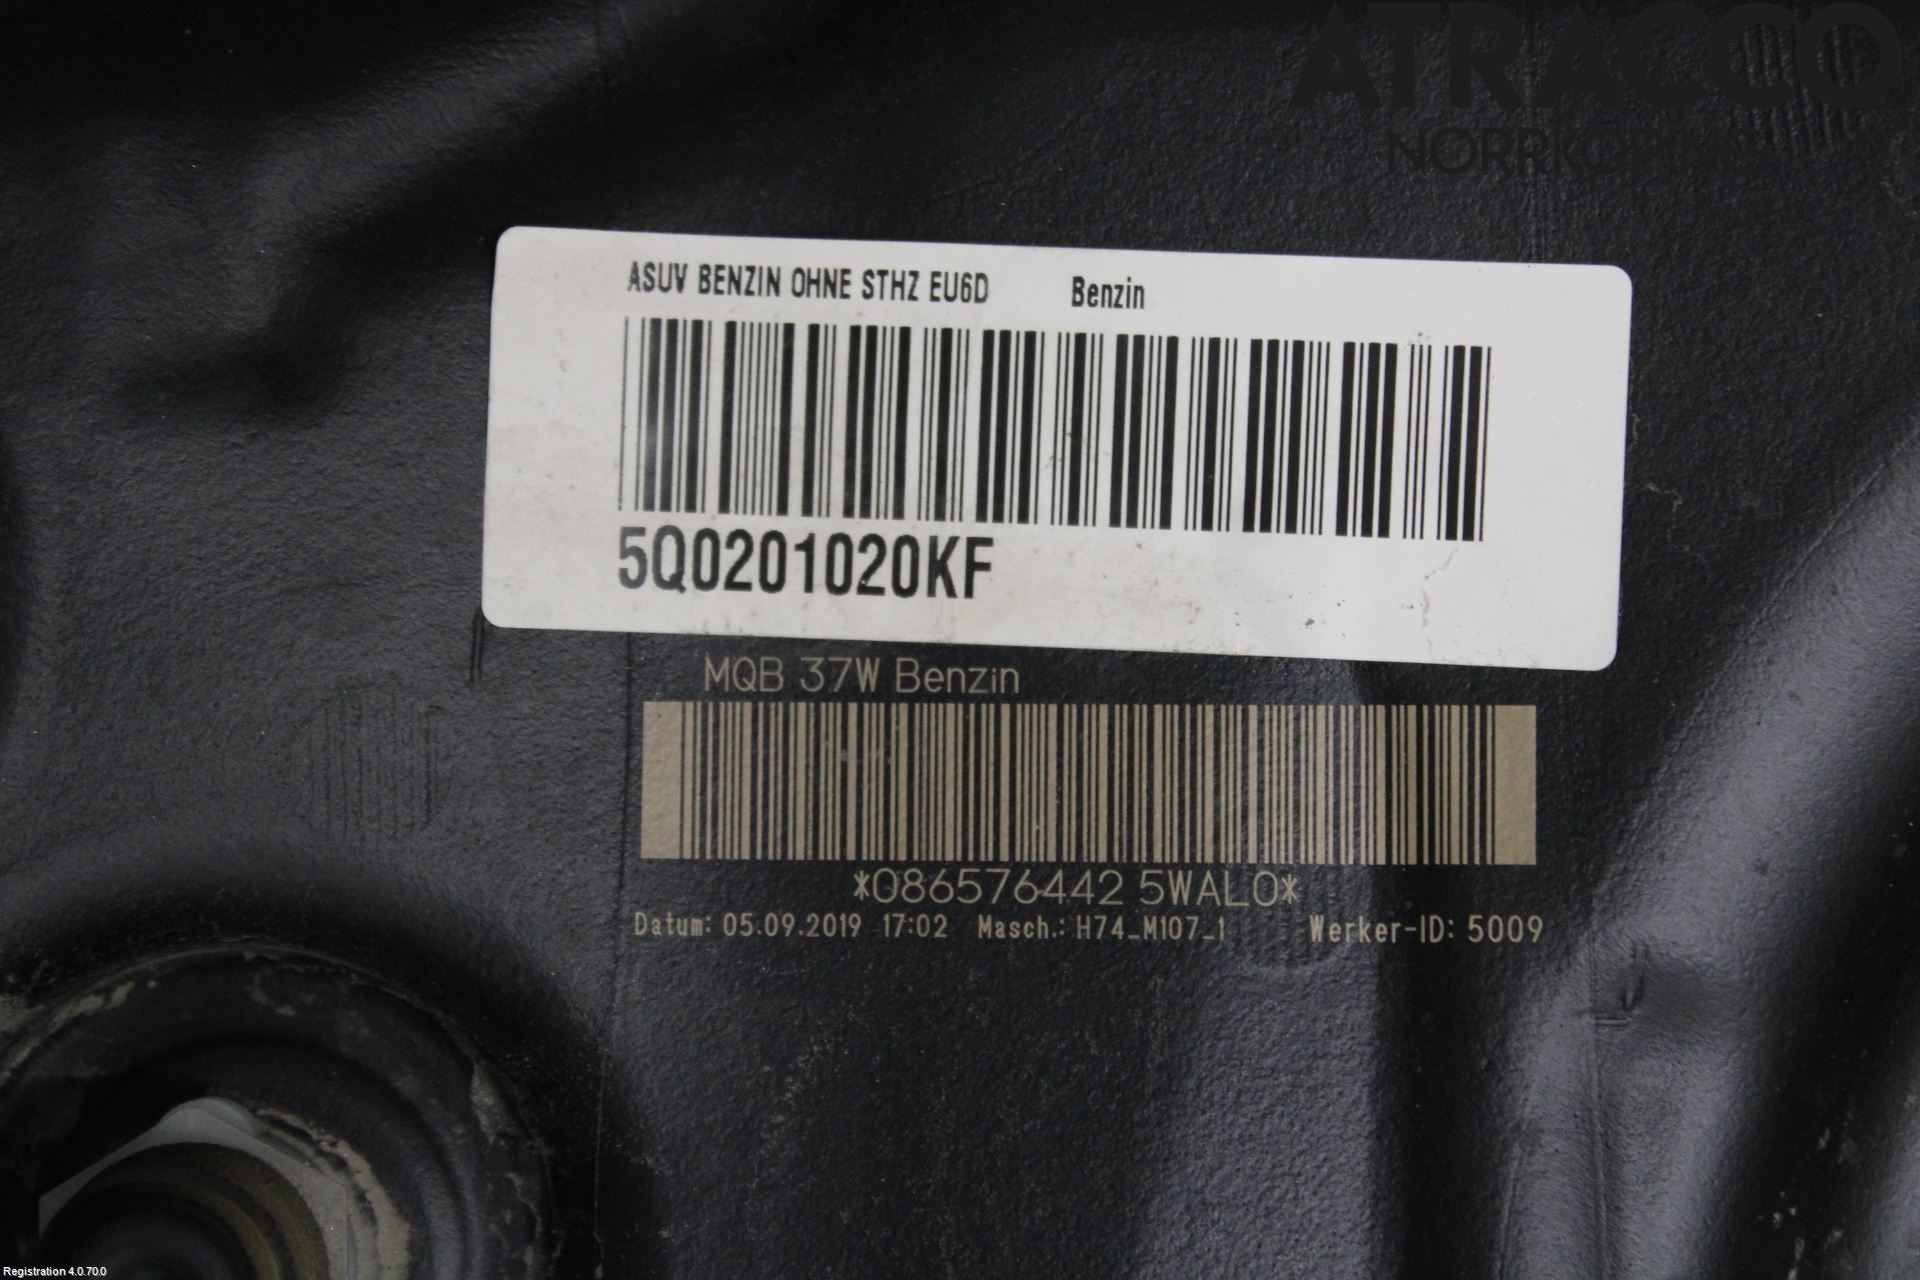 ATRACCO
NORRKÖPING
ASUV BENZIN OHNE STHZ EU6D Benzin
5Q0201020KF
MQB 37W Benzin
*086576442 5WAL0*
Datum: 05.09.2019 17:02 Masch.: H74_M107_1 Werker-ID: 5009
Registration 4.0.70.0